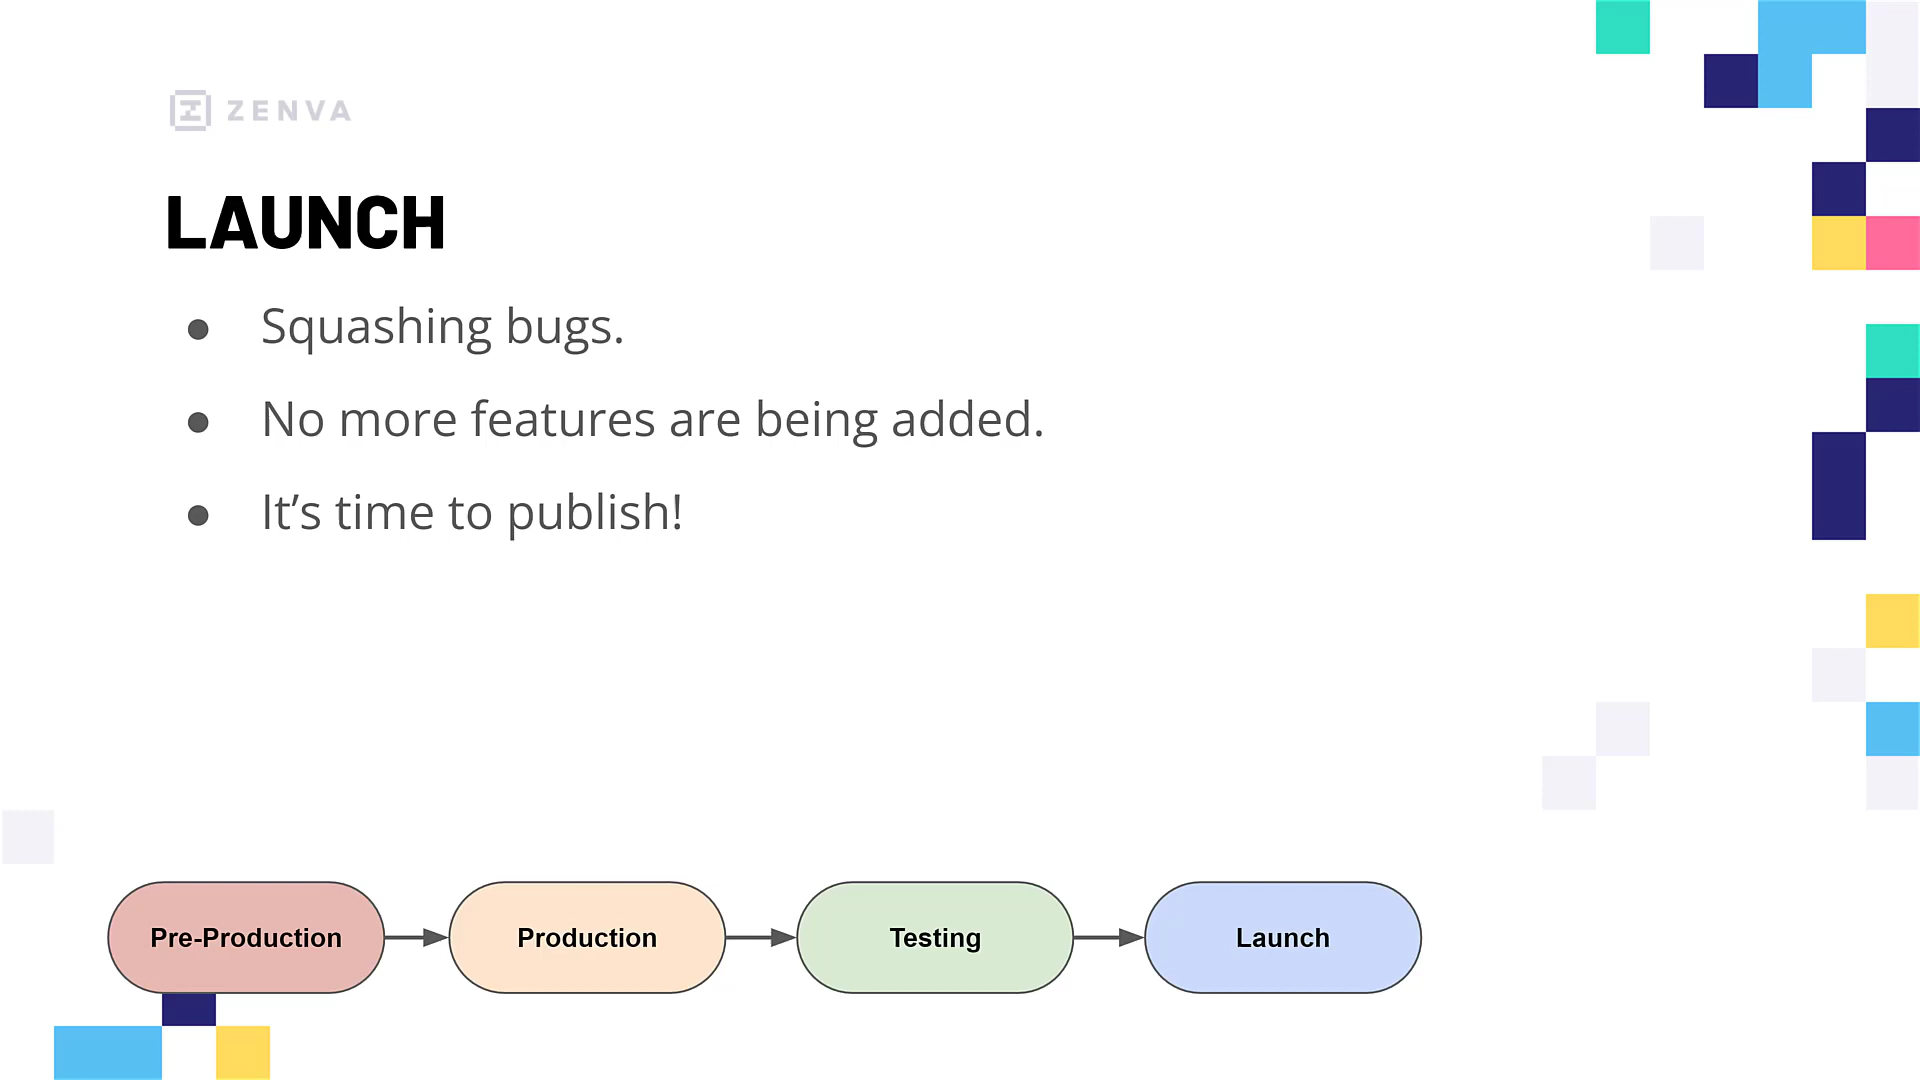 ZENVA
LAUNCH
● Squashing bugs.
● No more features are being added.
● It’s time to publish!
Pre-Production
Production
Testing
Launch